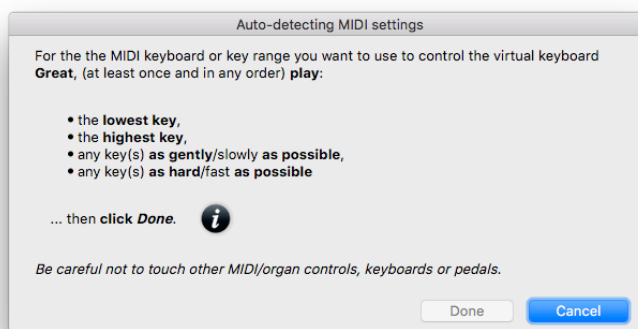 Auto-detecting MIDI settings
For the the MIDI keyboard or key range you want to use to control the virtual keyboard
Great, (at least once and in any order) play:
• the lowest key,
• the highest key,
• any key(s) as gently/slowly as possible,
• any key(s) as hard/fast as possible
... then click Done.
Be careful not to touch other MIDI/organ controls, keyboards or pedals.
Done Cancel